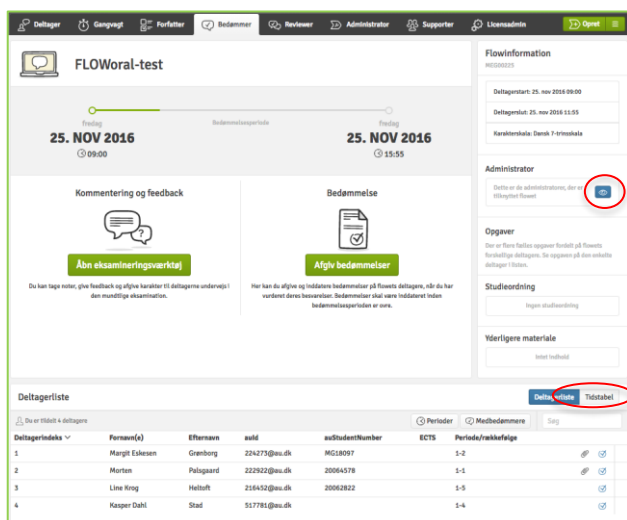 Deltager
Gangvagt
Forfatter
Bedømmer
Reviewer
Administrator
Supporter
Licensadmin
Opret
FLOWoral-test
fredag
25. NOV 2016
09:00
Bedømmelsesperiode
fredag
25. NOV 2016
15:55
Kommentering og feedback
Åbn eksamineringsværktøj
Du kan tage noter, give feedback og afgive karakter til deltagerne undervejs i
den mundtlige eksamination.
Bedømmelse
Afgiv bedømmelser
Her kan du afgive og inddatere bedømmelser på flowets deltagere, når du har
vurderet deres besvarelser. Bedømmelser skal være inddateret inden
bedømmelsesperioden er ovre.
Flowinformation
MEG00025
Deltagerstart: 25. nov 2016 09:00
Deltagerslut: 25. nov 2016 11:55
Karakterskala: Dansk 7-trinsskala
Administrator
Dette er de administratorer, der er
tilknyttet flowet
Opgaver
Der er flere fælles opgaver fordelt på flowets
forskellige deltagere. Se opgaven på den enkelte
deltager i listen.
Studieordning
Ingen studieordning
Yderligere materiale
Intet indhold
Deltagerliste
Deltagerliste Tidstabel
Du er tildelt 4 deltagere
Perioder
Medbedømmere
Søg
Deltagerindeks Fornavn(e) Efternavn auId auStudentNumber ECTS Periode/rækkefølge
1 Margit Eskesen Grønborg 224273@au.dk MG18097 1-2
2 Morten Palsgaard 222922@au.dk 20064578 1-1
3 Line Krog Heltoft 216452@au.dk 20062822 1-5
4 Kasper Dahl Stad 517781@au.dk 1-4